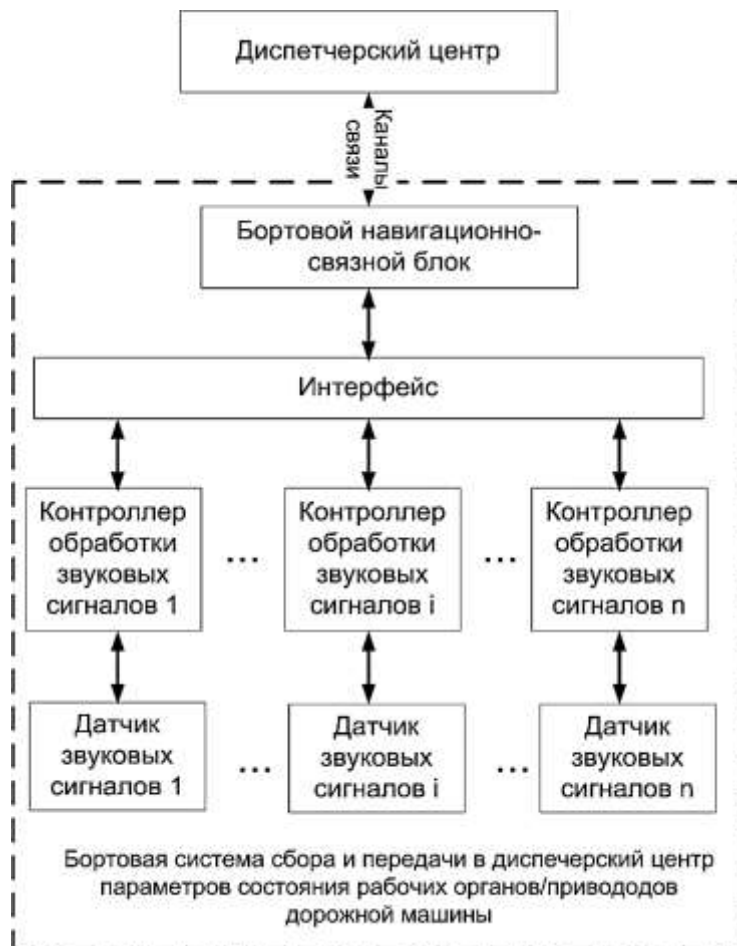 Диспетчерский центр
Каналы
связи
Бортовой навигационно-
связной блок
Интерфейс
Контроллер
обработки
звуковых
сигналов 1
...
Контроллер
обработки
звуковых
сигналов i
...
Контроллер
обработки
звуковых
сигналов n
Датчик
звуковых
сигналов 1
...
Датчик
звуковых
сигналов i
...
Датчик
звуковых
сигналов n
Бортовая система сбора и передачи в диспечерский центр
параметров состояния рабочих органов/привододов
дорожной машины